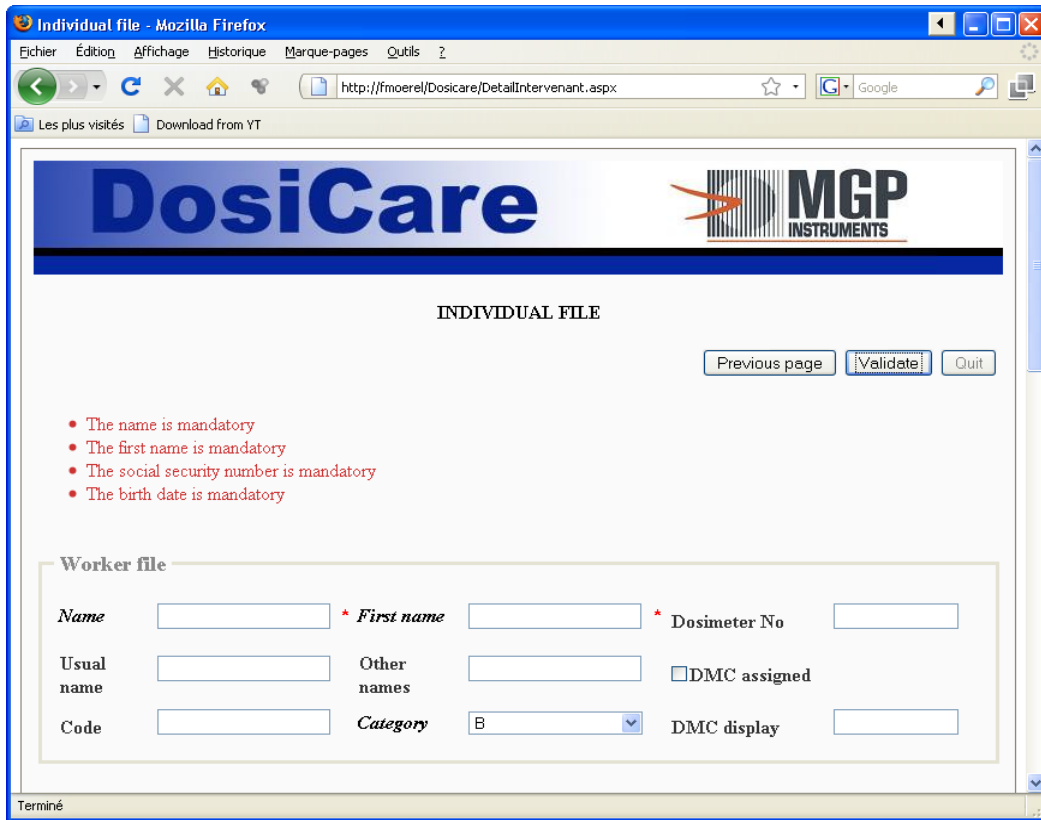 Individual file - Mozilla Firefox
Fichier Édition Affichage Historique Marque-pages Outils ?
http://fmoerel/Dosicare/DetailIntervenant.aspx G Google
Les plus visités Download from YT
DosiCare MGP INSTRUMENTS
INDIVIDUAL FILE
Previous page Validate Quit
• The name is mandatory
• The first name is mandatory
• The social security number is mandatory
• The birth date is mandatory
Worker file
Name * First name * Dosimeter No
Usual name Other names DMC assigned
Code Category B DMC display
Terminé